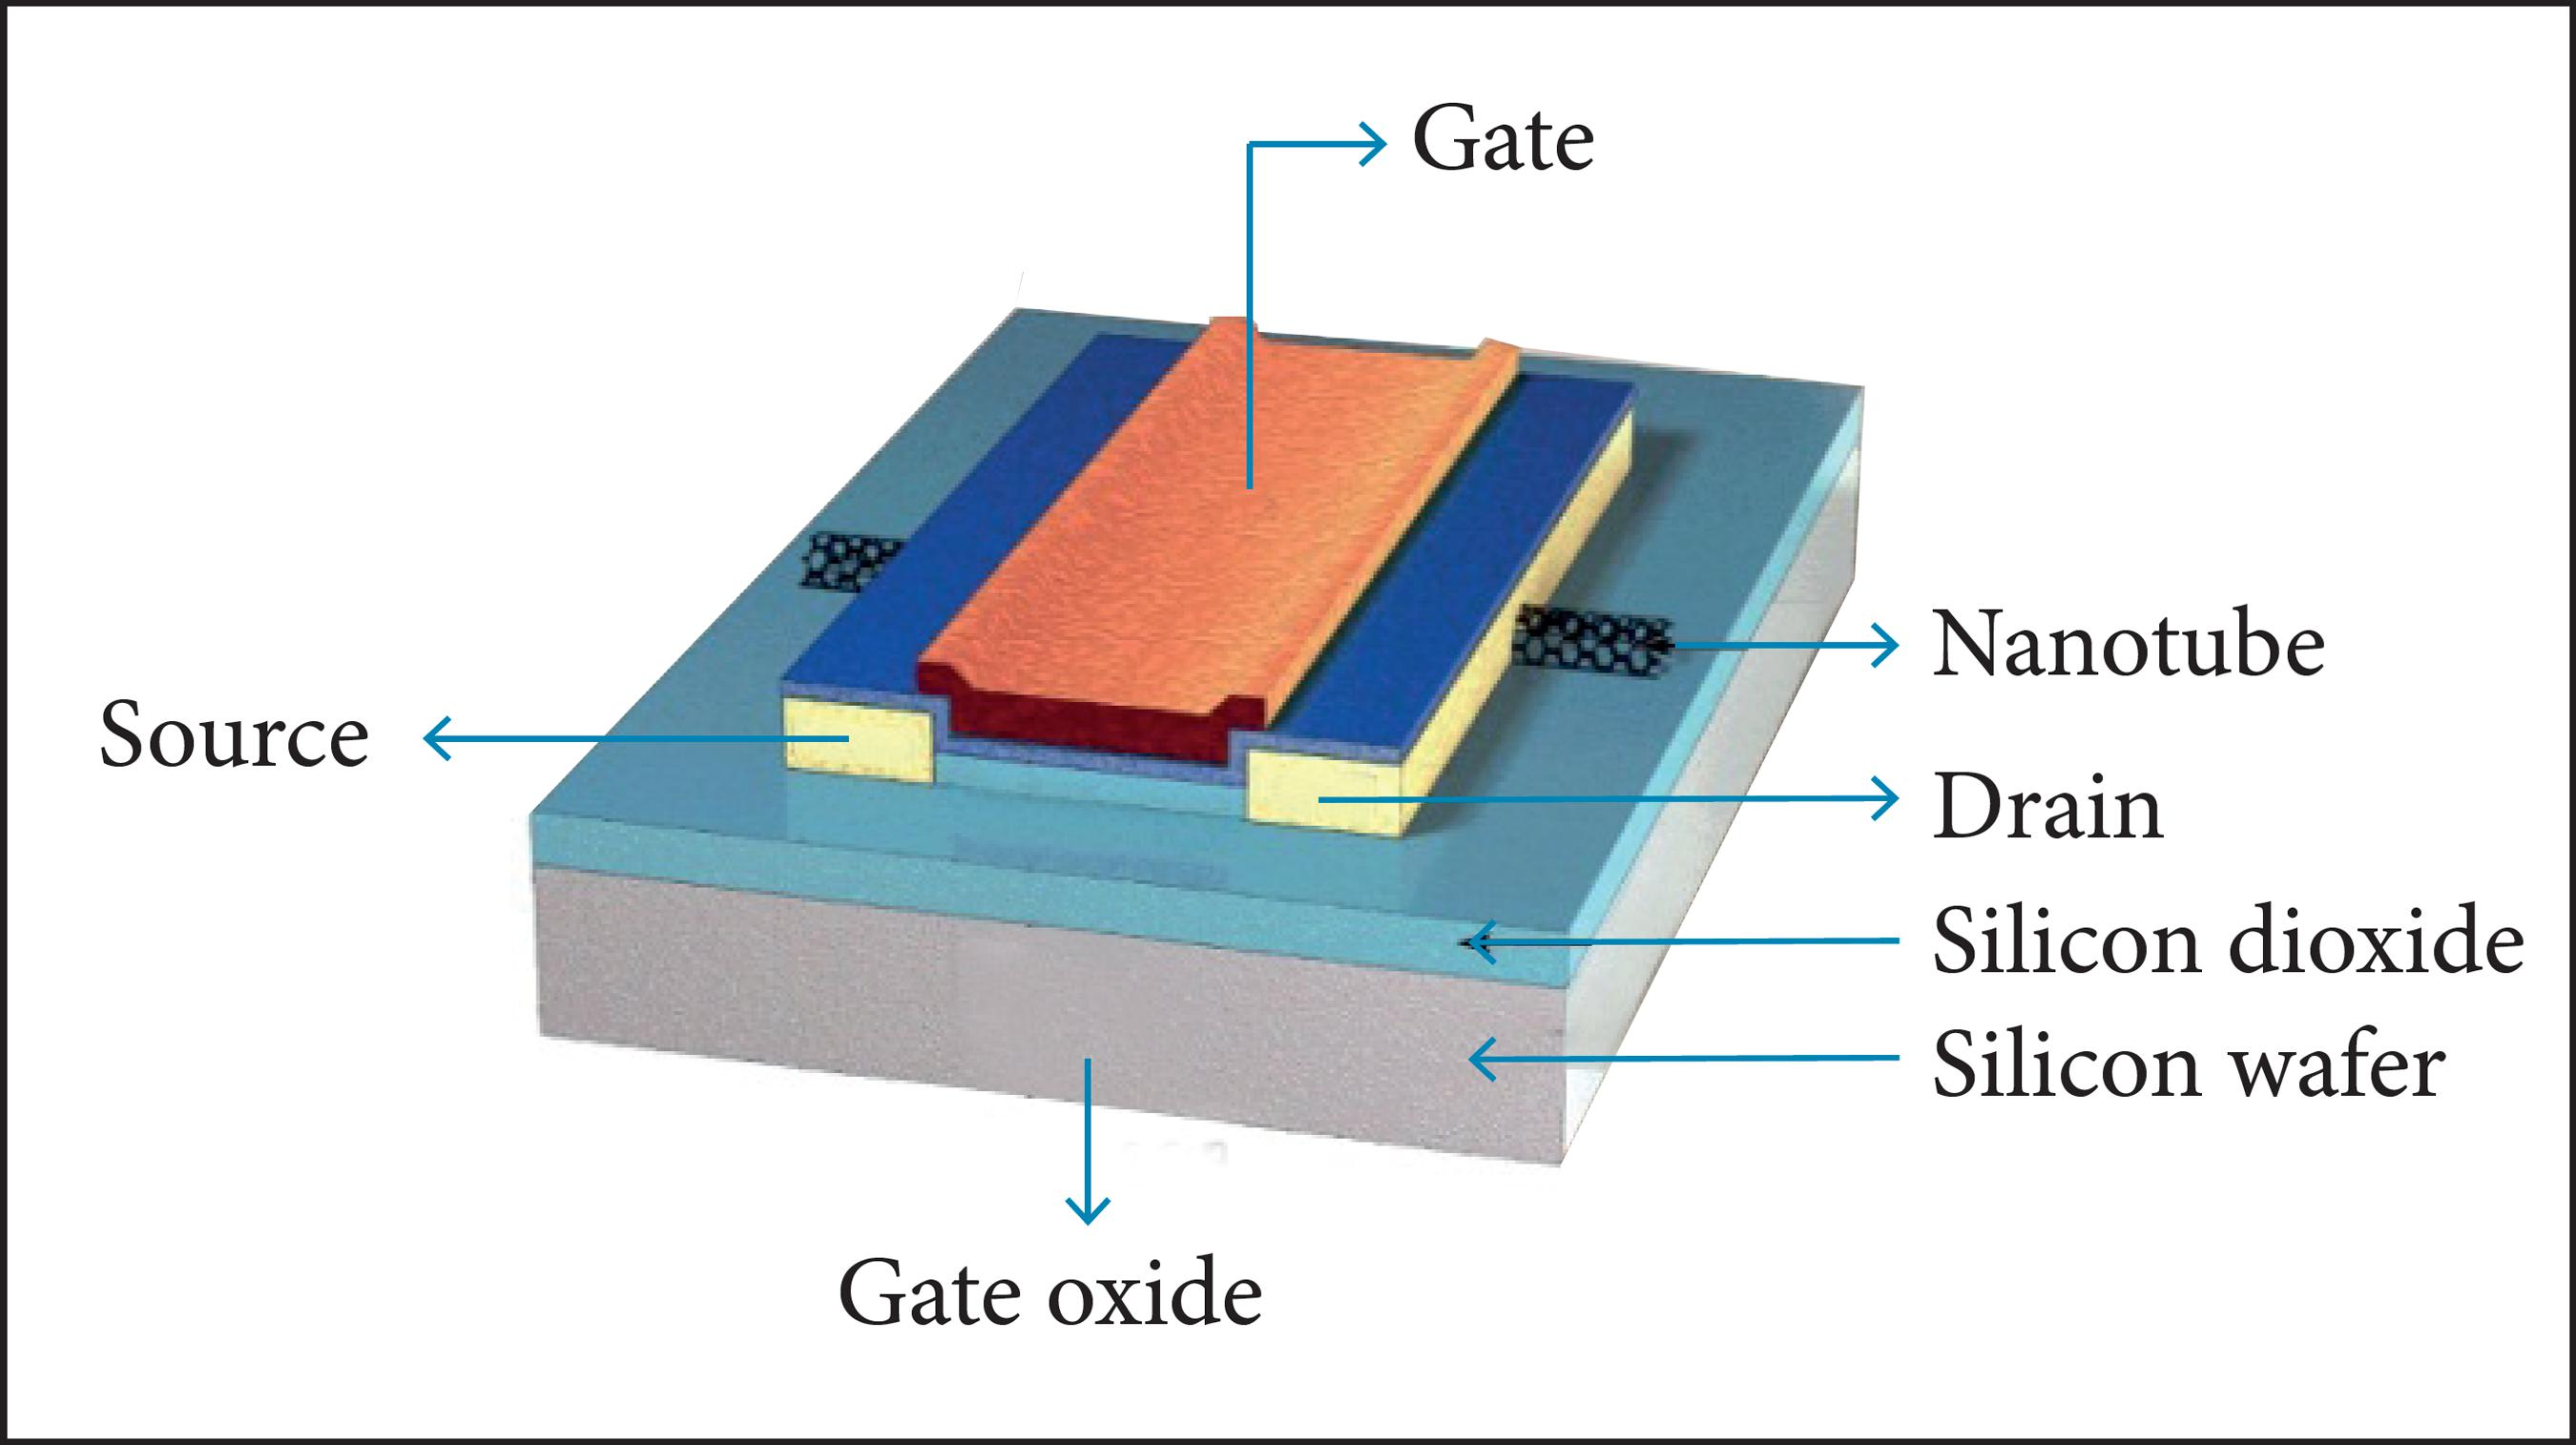 Gate
Nanotube
Source
Drain
Silicon dioxide
Silicon wafer
Gate oxide